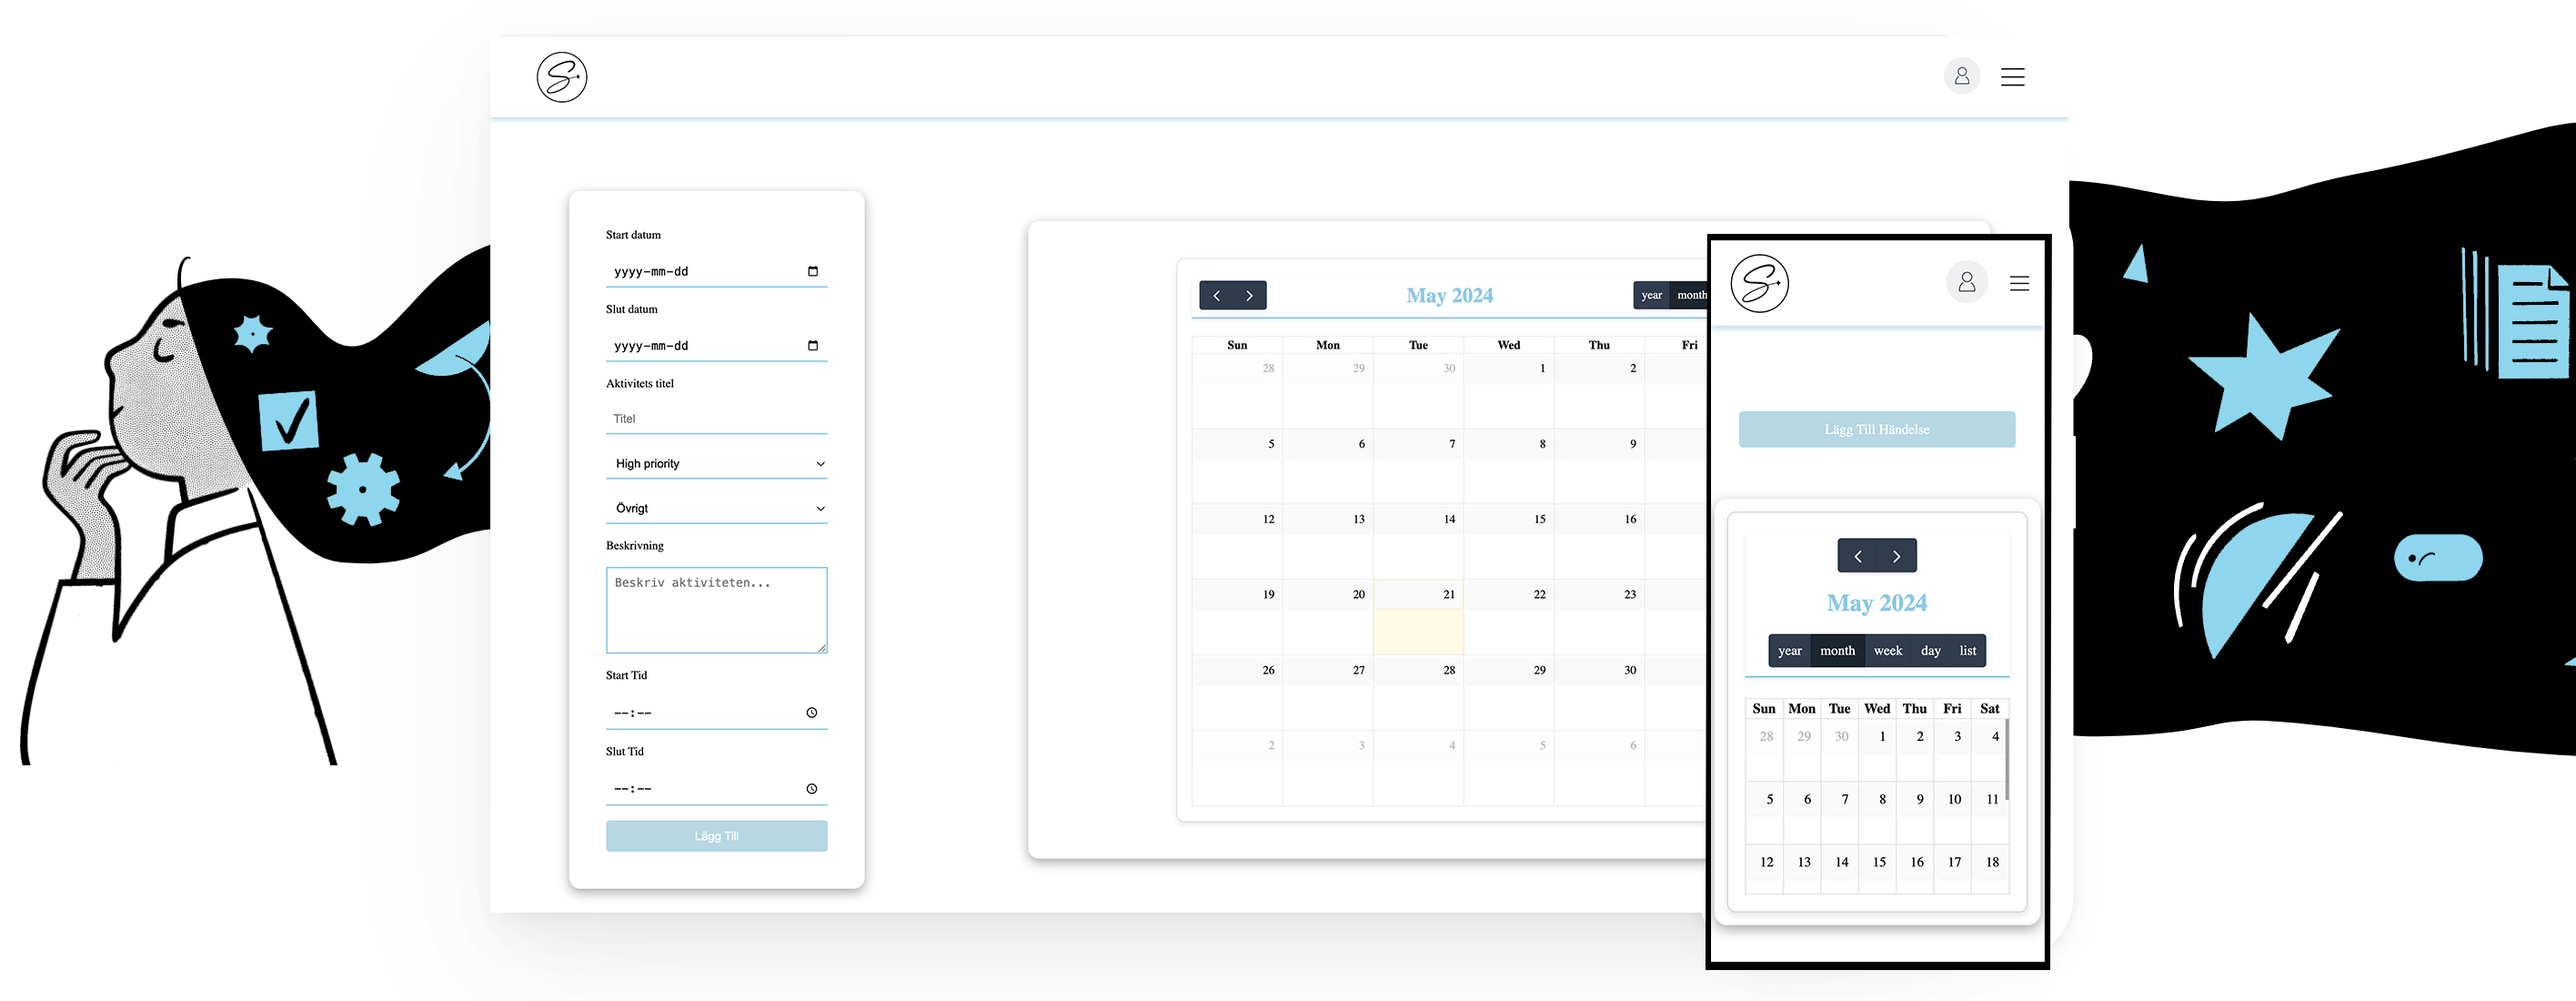 Start datum
yyyy-mm-dd
Slut datum
yyyy-mm-dd
Aktivitets titel
Titel
High priority
Övrigt
Beskrivning
Beskriv aktiviteten...
Start Tid
--:--
Slut Tid
--:--
Lägg Till
May 2024
year month
Sun Mon Tue Wed Thu Fri
28 29 30 1 2
5 6 7 8 9
12 13 14 15 16
19 20 21 22 23
26 27 28 29 30
2 3 4 5 6
Lägg Till Händelse
May 2024
year month week day list
Sun Mon Tue Wed Thu Fri Sat
28 29 30 1 2 3 4
5 6 7 8 9 10 11
12 13 14 15 16 17 18